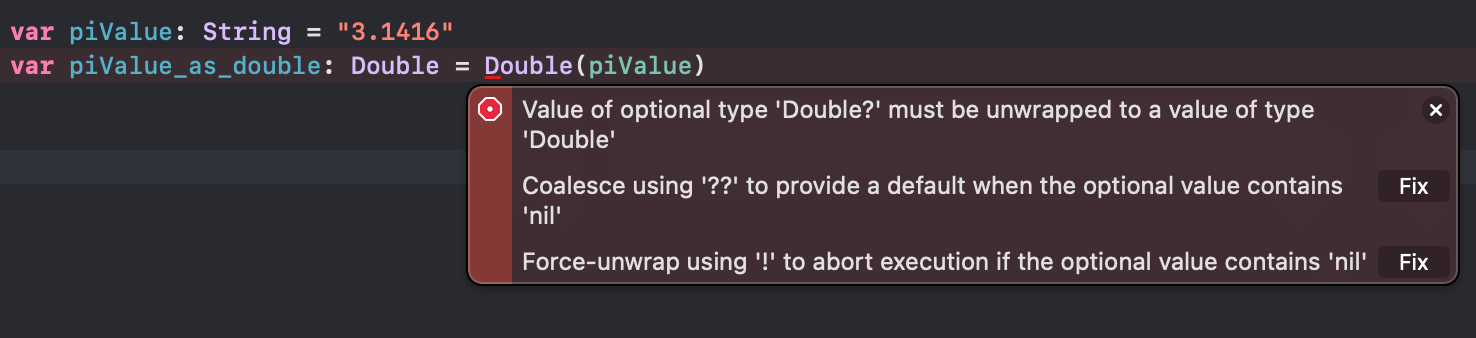 var piValue: String = "3.1416"
var piValue_as_double: Double = Double(piValue)
Value of optional type 'Double?' must be unwrapped to a value of type
'Double'
Coalesce using '??' to provide a default when the optional value contains
'nil'
Fix
Force-unwrap using '!' to abort execution if the optional value contains 'nil'
Fix